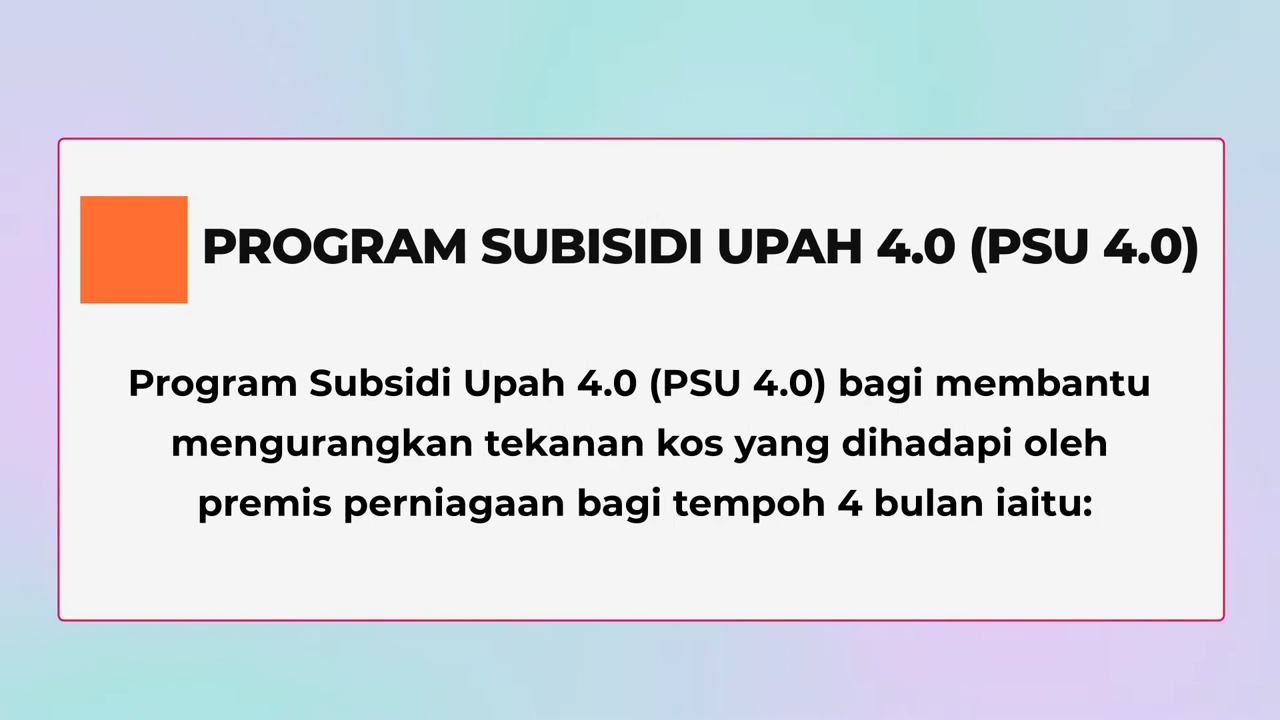 PROGRAM SUBISIDI UPAH 4.0 (PSU 4.0)
Program Subsidi Upah 4.0 (PSU 4.0) bagi membantu
mengurangkan tekanan kos yang dihadapi oleh
premis perniagaan bagi tempoh 4 bulan iaitu: